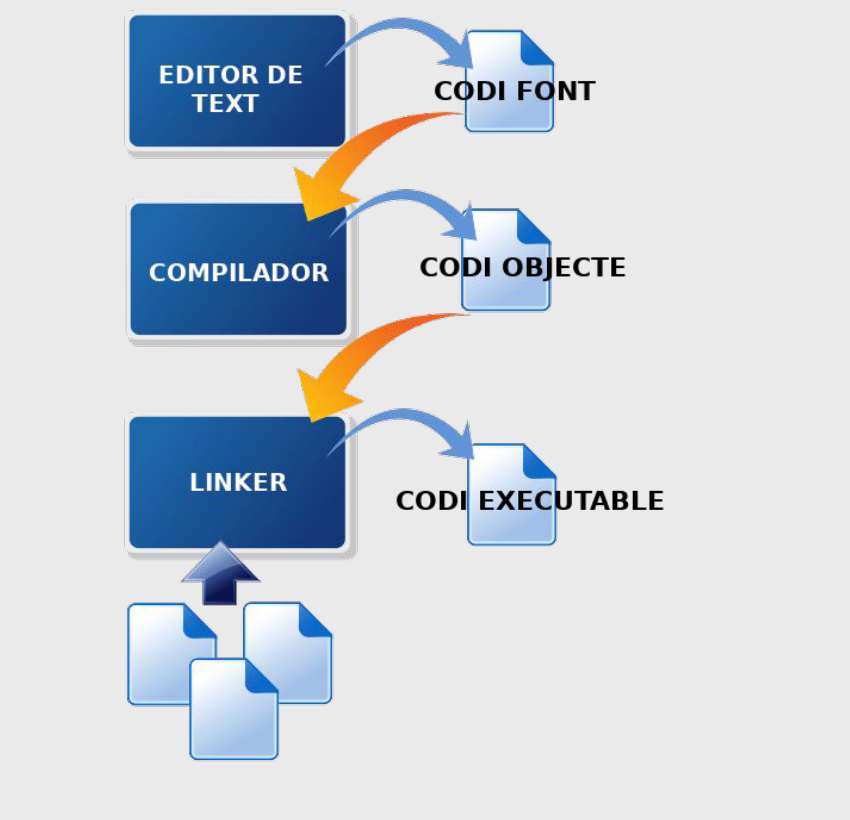 EDITOR DE
TEXT
CODI FONT
COMPILADOR
CODI OBJECTE
LINKER
CODI EXECUTABLE